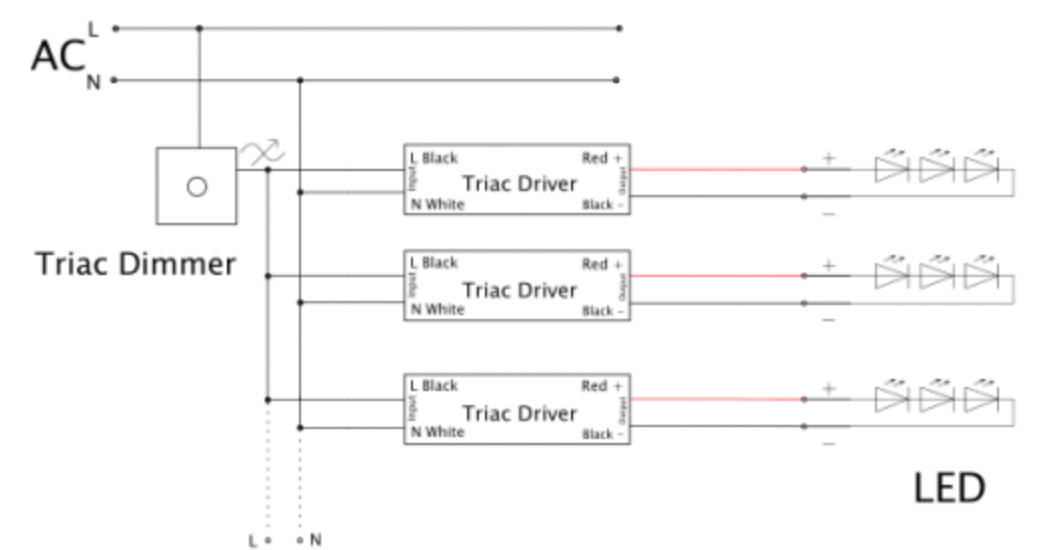 L
AC
N
L Black
Red +
Input
Triac Driver
Output
N White
Black -
Triac Dimmer
+
−
L Black
Red +
Input
Triac Driver
Output
N White
Black -
+
−
L Black
Red +
Input
Triac Driver
Output
N White
Black -
+
−
LED
L
N